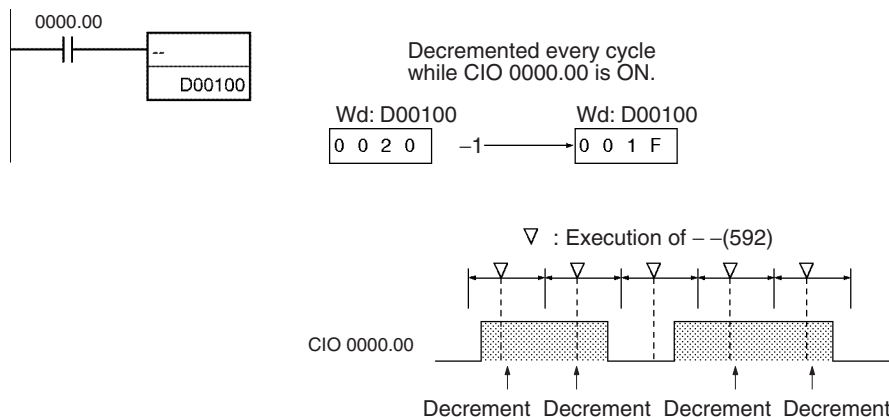 0000.00
--
D00100
Decremented every cycle
while CIO 0000.00 is ON.
Wd: D00100 Wd: D00100
0 0 2 0 −1 0 0 1 F
▽ : Execution of – –(592)
CIO 0000.00
Decrement Decrement Decrement Decrement